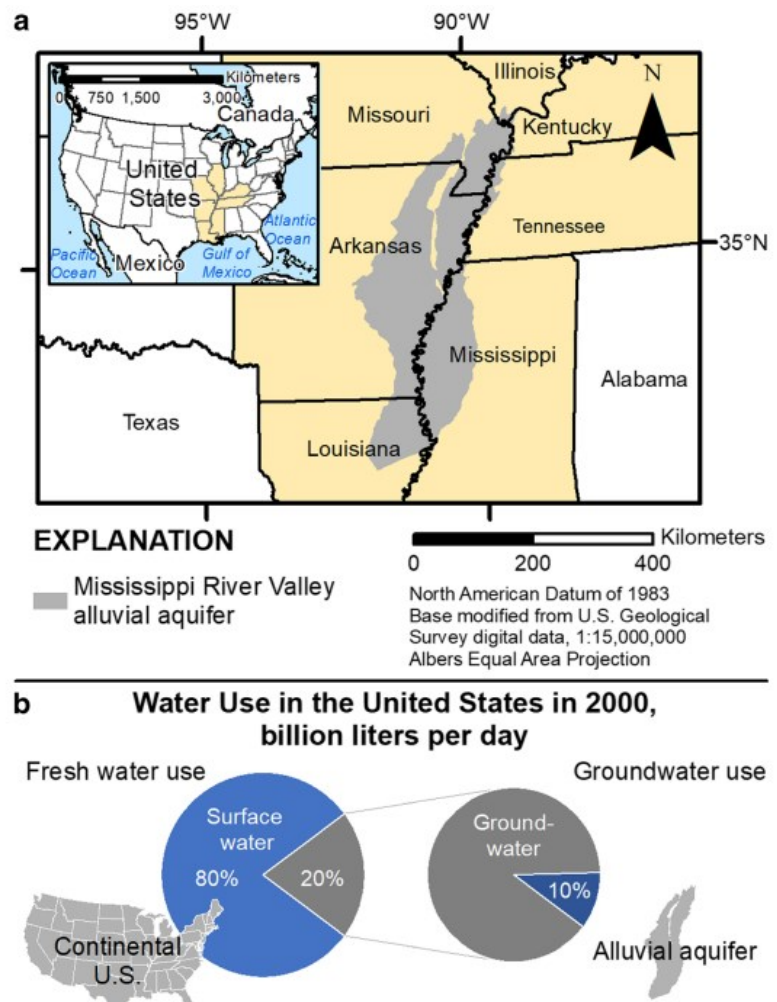 a
95°W
90°W
Kilometers
0 750 1,500 3,000
Canada
United
States
Atlantic
Ocean
Pacific
Ocean
Mexico
Gulf of
Mexico
Illinois
N
Missouri
Kentucky
Tennessee
35°N
Arkansas
Mississippi
Alabama
Texas
Louisiana
EXPLANATION
Mississippi River Valley
alluvial aquifer
Kilometers
0 200 400
North American Datum of 1983
Base modified from U.S. Geological
Survey digital data, 1:15,000,000
Albers Equal Area Projection
b
Water Use in the United States in 2000,
billion liters per day
Fresh water use
Groundwater use
Surface
water
80%
20%
Ground-
water
10%
Continental
U.S.
Alluvial aquifer